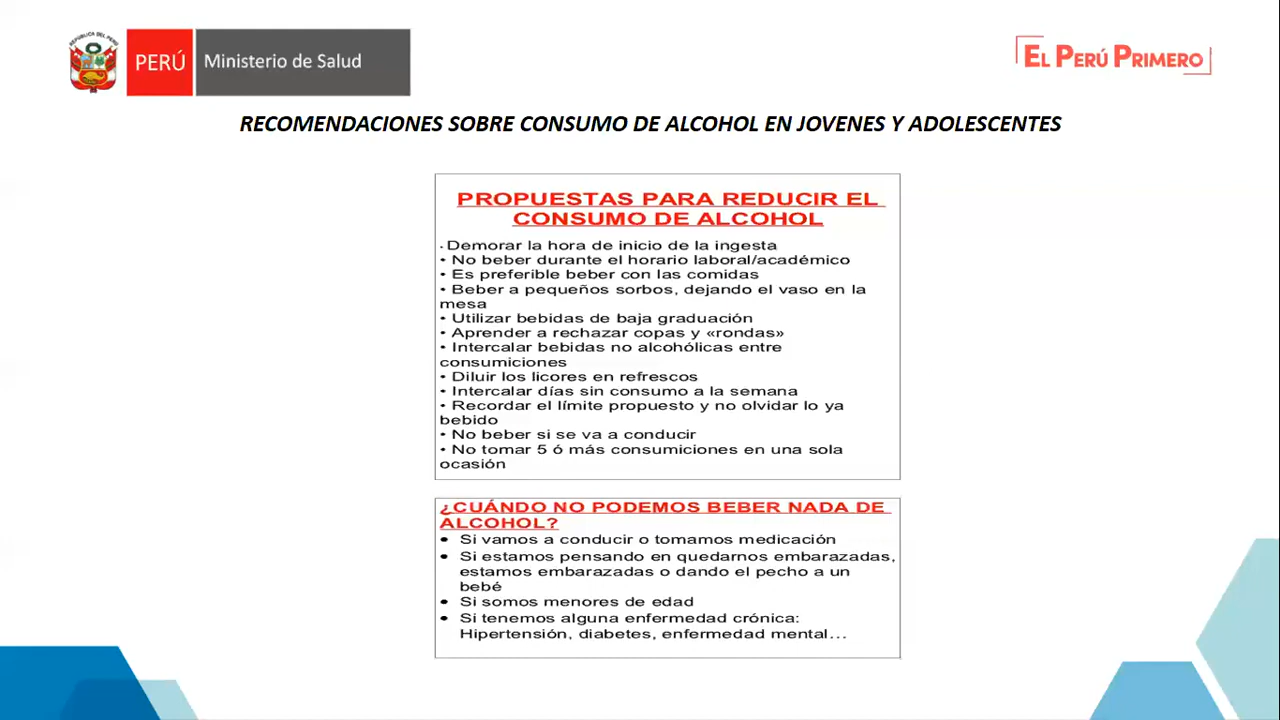 REPÚBLICA DEL PERÚ
PERÚ
Ministerio de Salud
EL PERÚ PRIMERO
RECOMENDACIONES SOBRE CONSUMO DE ALCOHOL EN JOVENES Y ADOLESCENTES
PROPUESTAS PARA REDUCIR EL
CONSUMO DE ALCOHOL
• Demorar la hora de inicio de la ingesta
• No beber durante el horario laboral/académico
• Es preferible beber con las comidas
• Beber a pequeños sorbos, dejando el vaso en la
mesa
• Utilizar bebidas de baja graduación
• Aprender a rechazar copas y «rondas»
• Intercalar bebidas no alcohólicas entre
consumiciones
• Diluir los licores en refrescos
• Intercalar días sin consumo a la semana
• Recordar el límite propuesto y no olvidar lo ya
bebido
• No beber si se va a conducir
• No tomar 5 ó más consumiciones en una sola
ocasión
¿CUÁNDO NO PODEMOS BEBER NADA DE
ALCOHOL?
• Si vamos a conducir o tomamos medicación
• Si estamos pensando en quedarnos embarazadas,
estamos embarazadas o dando el pecho a un
bebé
• Si somos menores de edad
• Si tenemos alguna enfermedad crónica:
Hipertensión, diabetes, enfermedad mental...